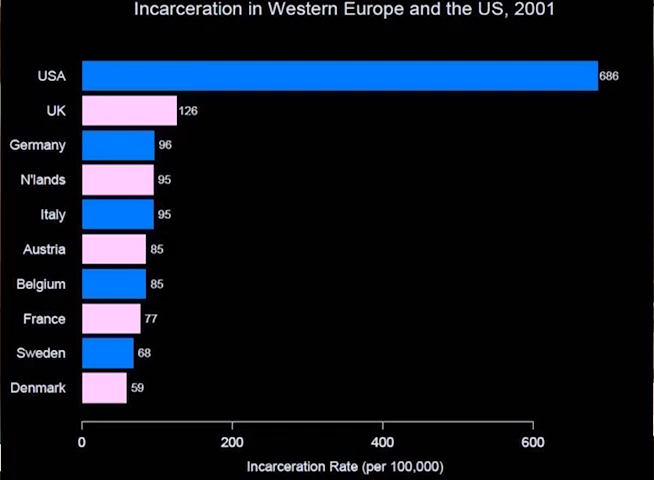 Incarceration in Western Europe and the US, 2001
USA 686
UK 126
Germany 96
N'lands 95
Italy 95
Austria 85
Belgium 85
France 77
Sweden 68
Denmark 59
0 200 400 600
Incarceration Rate (per 100,000)